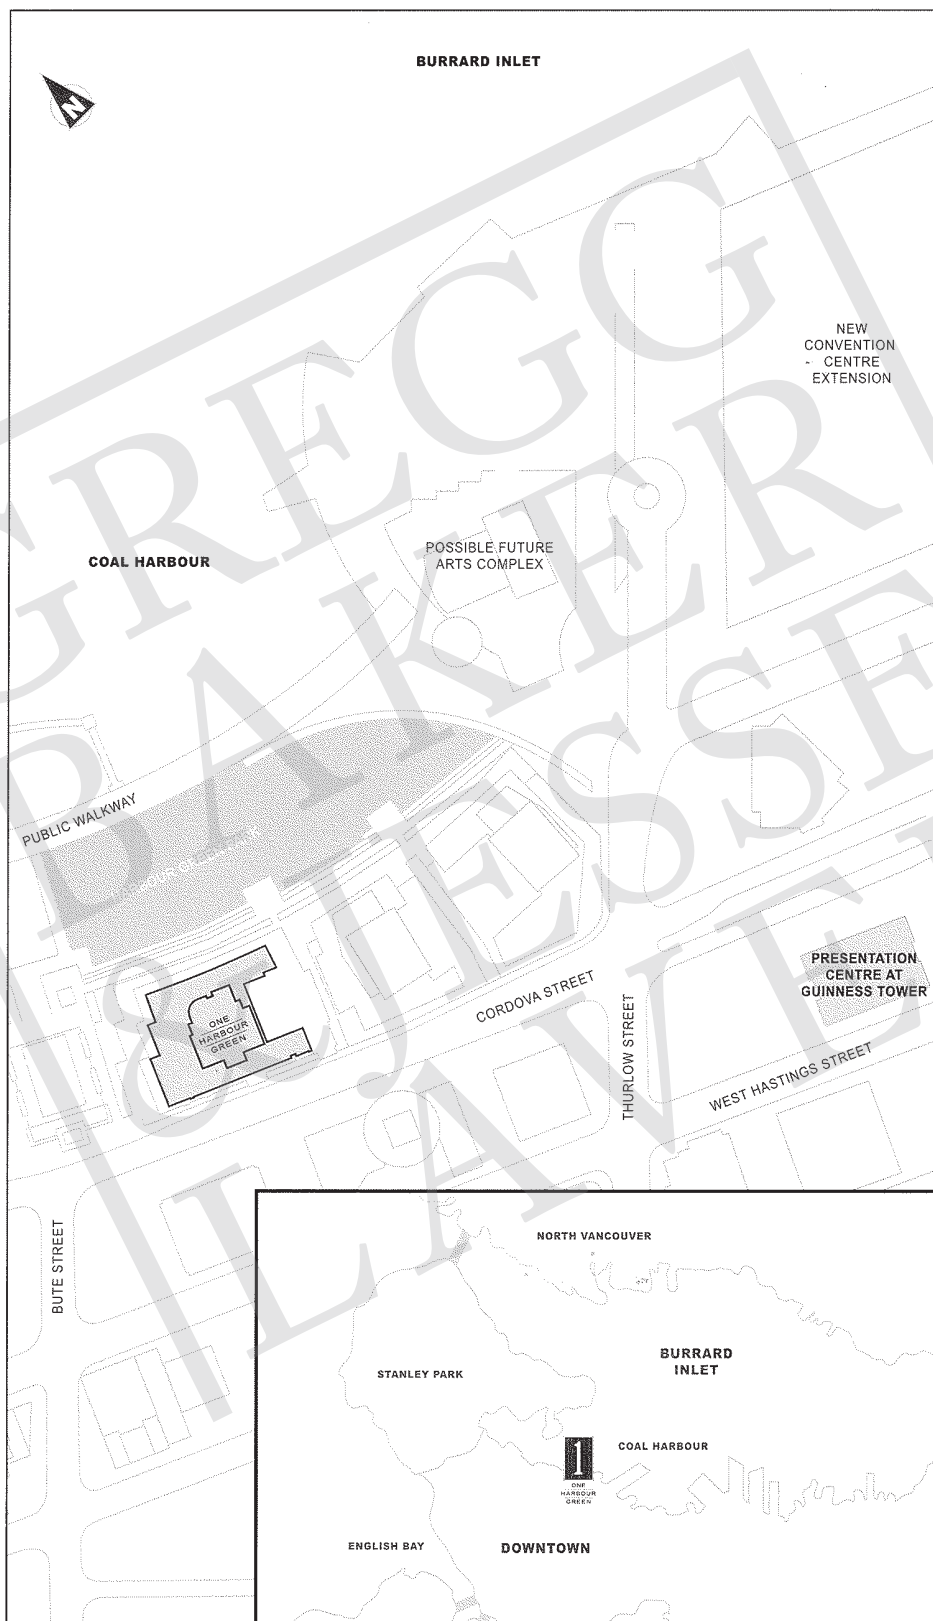 BURRARD INLET
N
NEW
CONVENTION
CENTRE
EXTENSION
POSSIBLE FUTURE
ARTS COMPLEX
COAL HARBOUR
PUBLIC WALKWAY
PRESENTATION
CENTRE AT
GUINNESS TOWER
CORDOVA STREET
ONE
HARBOUR
GREEN
THURLOW STREET
WEST HASTINGS STREET
BUTE STREET
NORTH VANCOUVER
BURRARD
INLET
STANLEY PARK
COAL HARBOUR
1
ONE
HARBOUR
GREEN
ENGLISH BAY
DOWNTOWN
GREGG
BAKER
& JESSE
LAVE